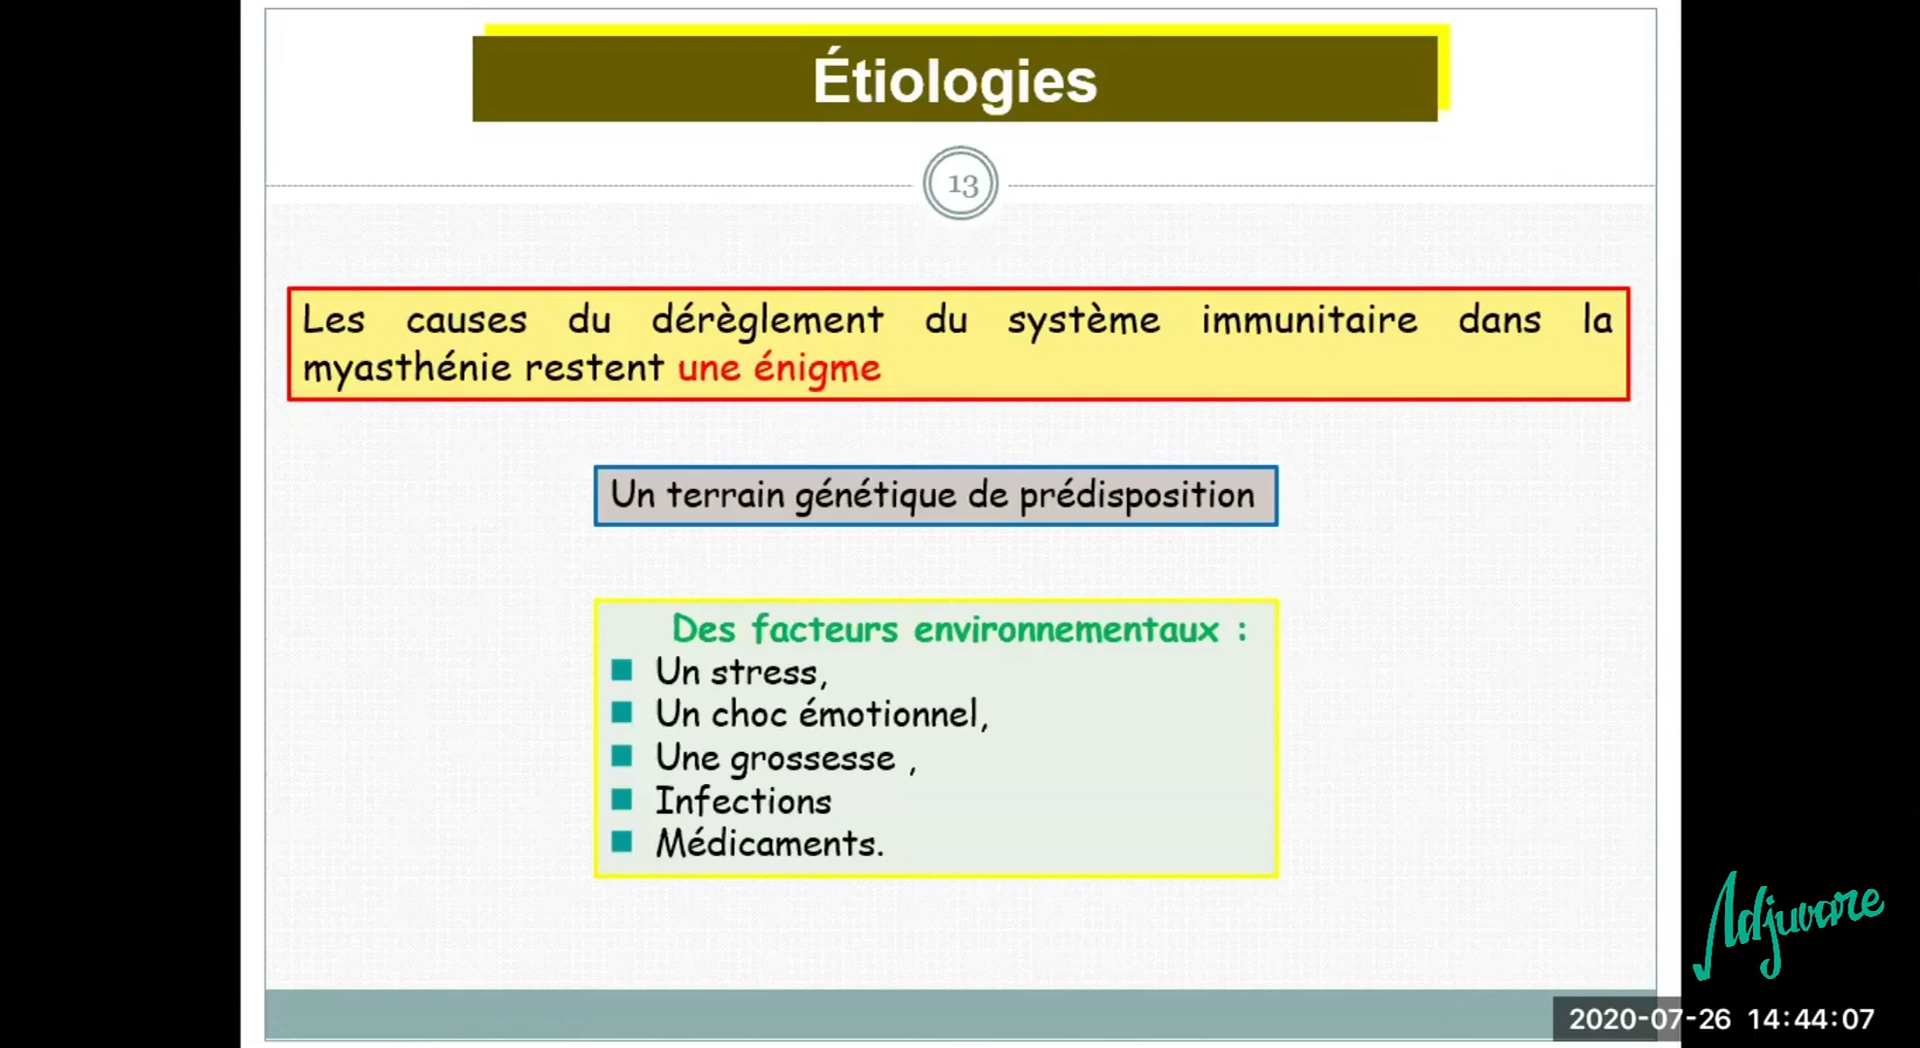 Étiologies
13
Les causes du dérèglement du système immunitaire dans la
myasthénie restent une énigme
Un terrain génétique de prédisposition
Des facteurs environnementaux :
Un stress,
Un choc émotionnel,
Une grossesse ,
Infections
Médicaments.
Adjuvare
2020-07-26 14:44:07